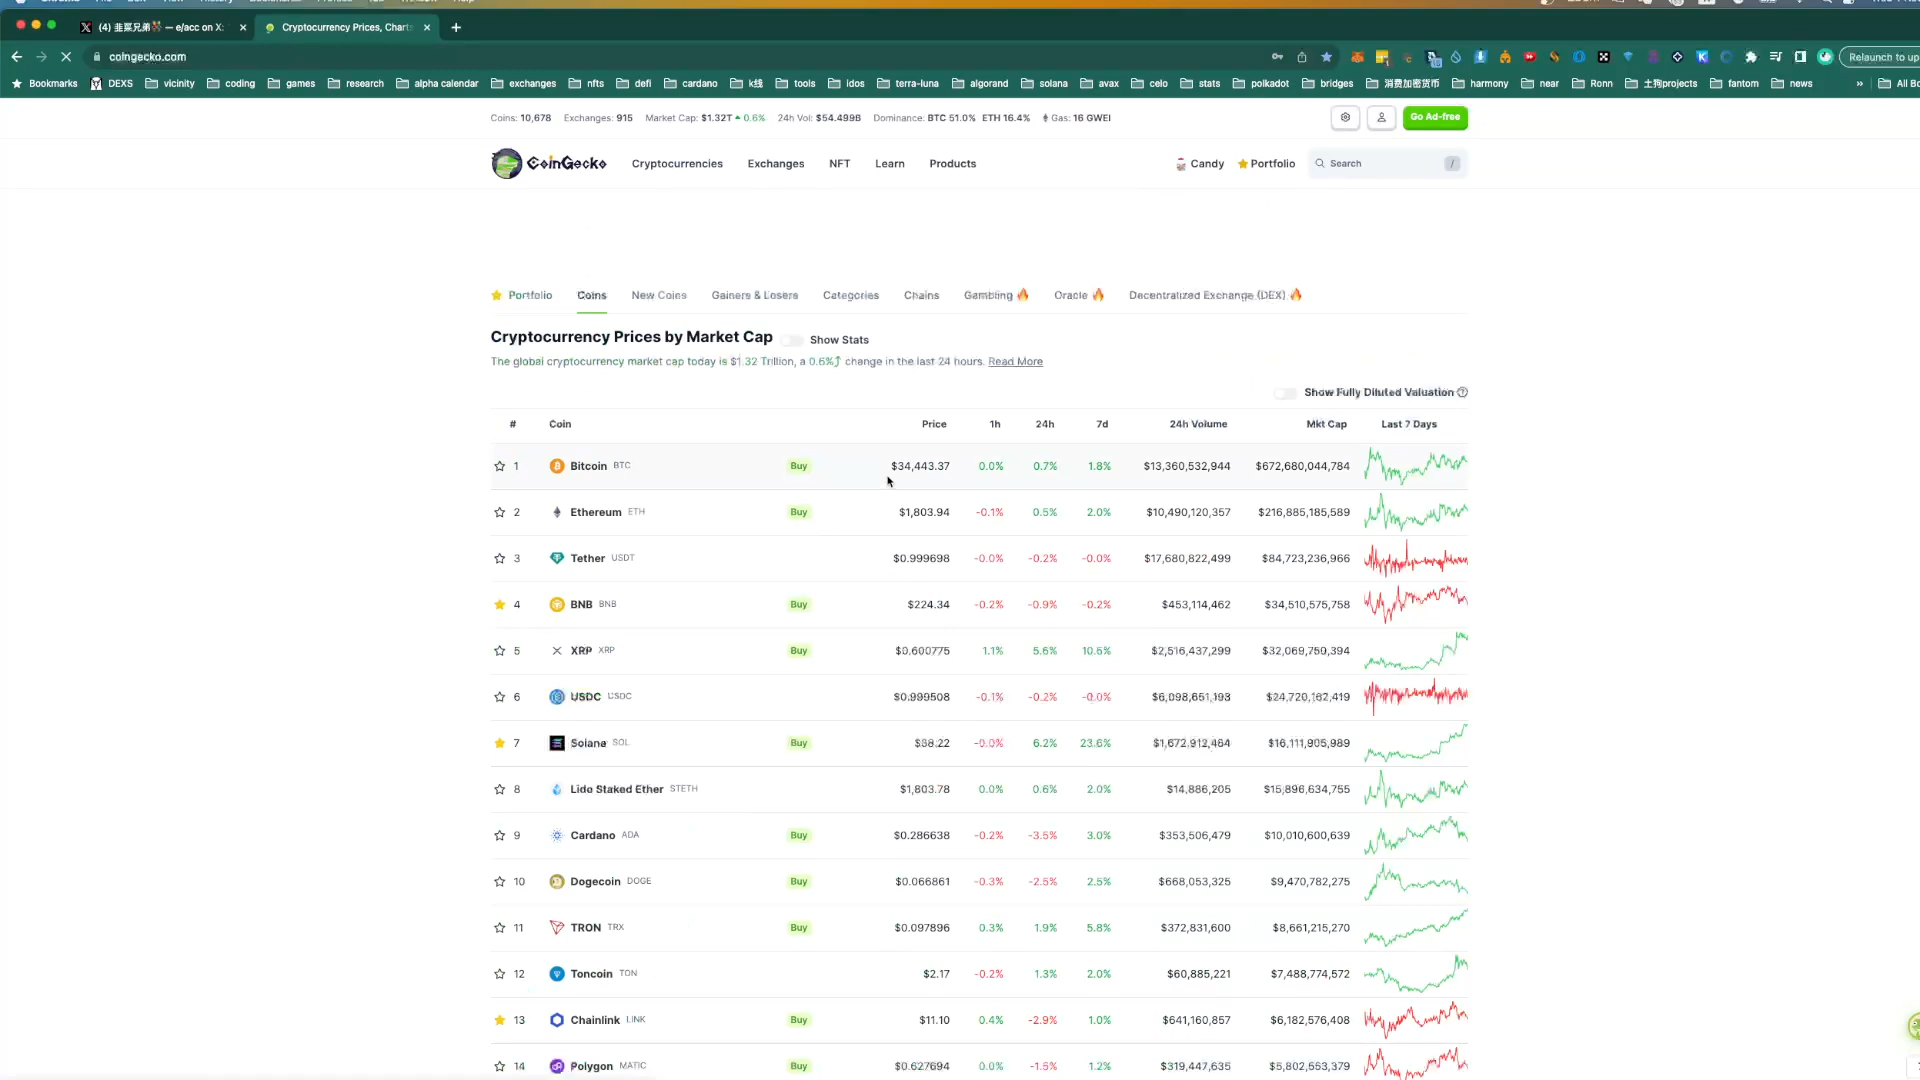 (4) 韭菜兄弟 — e/acc on X:
Cryptocurrency Prices, Charts
coingecko.com
Relaunch to up
Bookmarks DEXS vicinity coding games research alpha calendar exchanges nfts defi cardano k线 tools idos terra-luna algorand solana avax celo stats polkadot bridges 消费加密货币 harmony near Ronn 土狗projects fantom news » All Bo
Coins: 10,678 Exchanges: 915 Market Cap: $1.32T 0.6% 24h Vol: $54.499B Dominance: BTC 51.0% ETH 16.4% Gas: 16 GWEI
Go Ad-free
CoinGecko Cryptocurrencies Exchanges NFT Learn Products Candy Portfolio Search /
Portfolio Coins New Coins Gainers & Losers Categories Chains Gambling Oracle Decentralized Exchange (DEX)
Cryptocurrency Prices by Market Cap Show Stats
The global cryptocurrency market cap today is $1.32 Trillion, a 0.6% change in the last 24 hours. Read More
Show Fully Diluted Valuation
# Coin Price 1h 24h 7d 24h Volume Mkt Cap Last 7 Days
1 Bitcoin BTC Buy $34,443.37 0.0% 0.7% 1.8% $13,360,532,944 $672,680,044,784
2 Ethereum ETH Buy $1,803.94 -0.1% 0.5% 2.0% $10,490,120,357 $216,885,185,589
3 Tether USDT $0.999698 -0.0% -0.2% -0.0% $17,680,822,499 $84,723,236,966
4 BNB BNB Buy $224.34 -0.2% -0.9% -0.2% $453,114,462 $34,510,575,758
5 XRP XRP Buy $0.600775 1.1% 5.6% 10.6% $2,516,437,299 $32,069,759,394
6 USDC USDC $0.999508 -0.1% -0.2% -0.0% $24,720,162,419
7 Solana SOL Buy $38.22 -0.0% 6.2% 23.6% $1,672,912,464 $16,111,905,989
8 Lido Staked Ether STETH $1,803.78 0.0% 0.6% 2.0% $14,886,205 $15,896,634,755
9 Cardano ADA Buy $0.286638 -0.2% -3.5% 3.0% $353,506,479 $10,010,600,639
10 Dogecoin DOGE Buy $0.066861 -0.3% -2.5% 2.5% $668,053,325 $9,470,782,275
11 TRON TRX Buy $0.097896 0.3% 1.9% 5.8% $372,831,600 $8,661,215,270
12 Toncoin TON $2.17 -0.2% 1.3% 2.0% $60,885,221 $7,488,774,572
13 Chainlink LINK Buy $11.10 0.4% -2.9% 1.0% $641,160,857 $6,182,576,408
14 Polygon MATIC Buy $0.627694 0.0% -1.5% 1.2% $319,447,635 $5,802,553,379